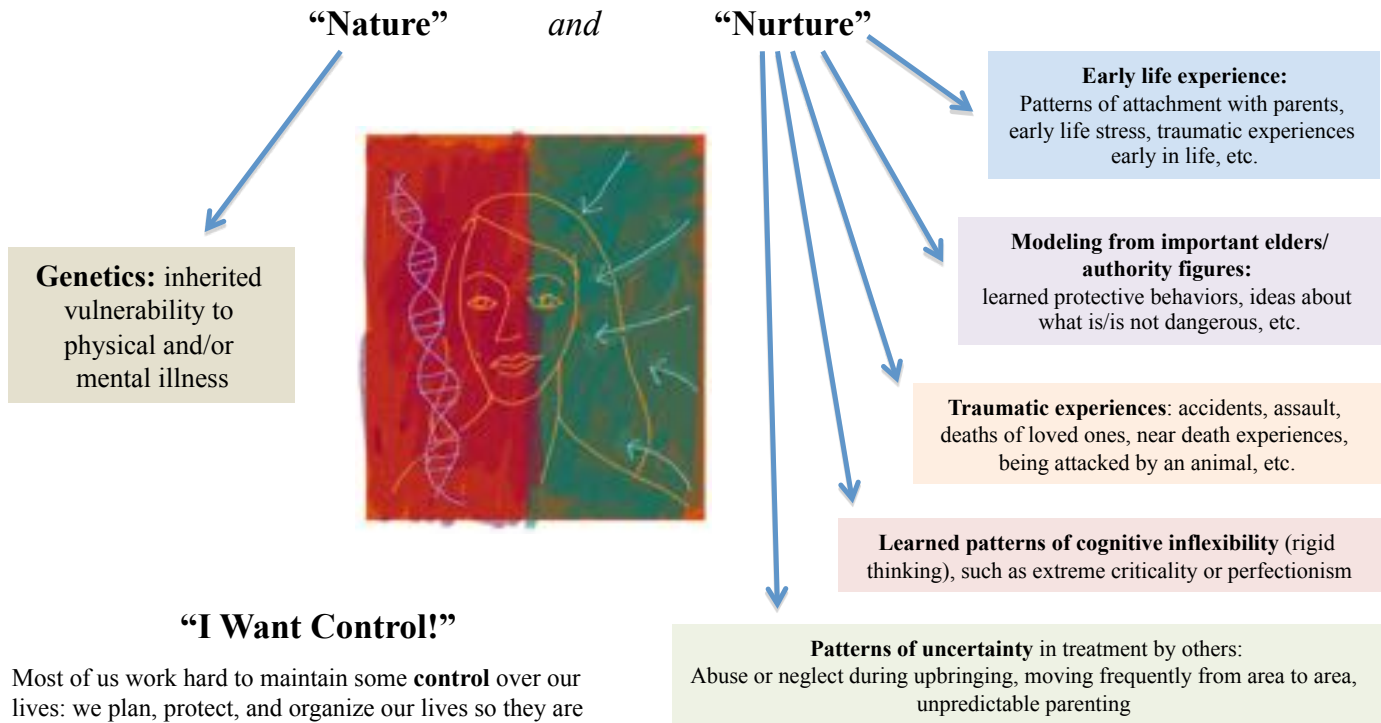 “Nature” and “Nurture”
Early life experience:
Patterns of attachment with parents,
early life stress, traumatic experiences
early in life, etc.
Genetics: inherited
vulnerability to
physical and/or
mental illness
Modeling from important elders/
authority figures:
learned protective behaviors, ideas about
what is/is not dangerous, etc.
Traumatic experiences: accidents, assault,
deaths of loved ones, near death experiences,
being attacked by an animal, etc.
Learned patterns of cognitive inflexibility (rigid
thinking), such as extreme criticality or perfectionism
Patterns of uncertainty in treatment by others:
Abuse or neglect during upbringing, moving frequently from area to area,
unpredictable parenting
“I Want Control!”
Most of us work hard to maintain some control over our
lives: we plan, protect, and organize our lives so they are